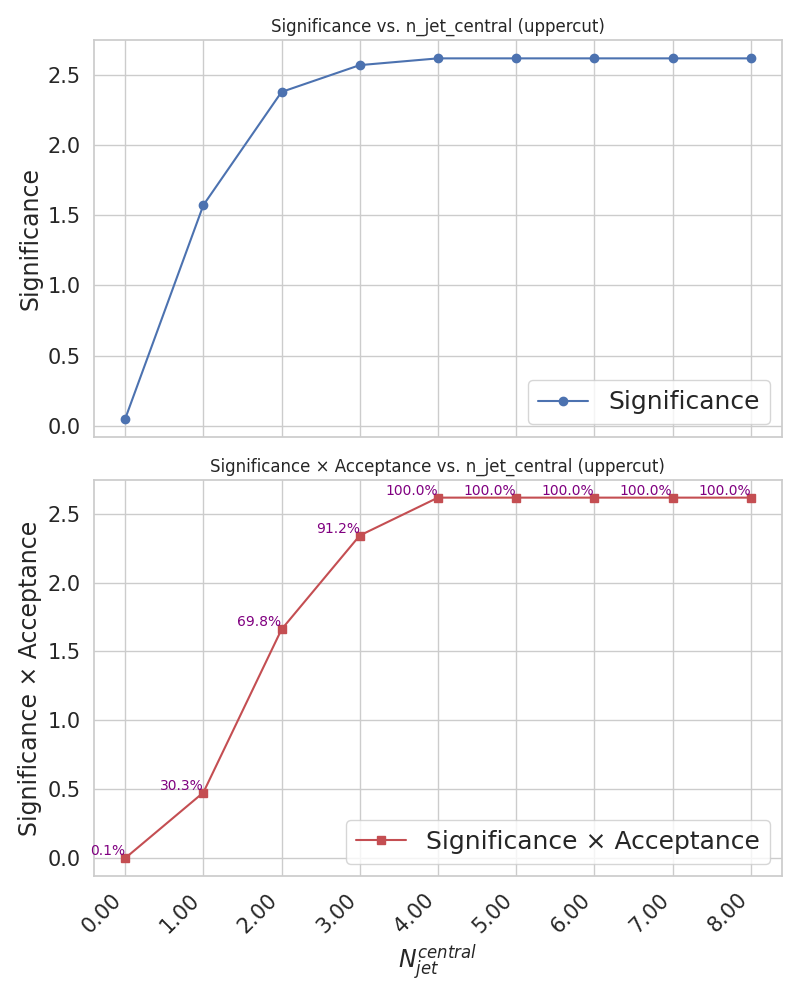 Significance vs. n_jet_central (uppercut)
2.5
2.0
1.5
1.0
0.5
0.0
Significance
Significance
Significance × Acceptance vs. n_jet_central (uppercut)
2.5
2.0
1.5
1.0
0.5
0.0
Significance × Acceptance
0.1%
30.3%
69.8%
91.2%
100.0% 100.0% 100.0% 100.0% 100.0%
Significance × Acceptance
0.00 1.00 2.00 3.00 4.00 5.00 6.00 7.00 8.00
$N_{jet}^{central}$